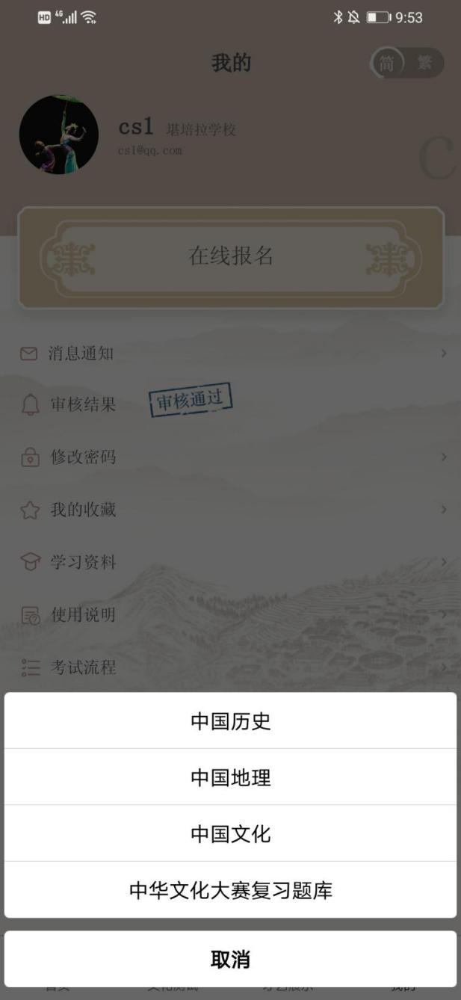 HD 4G 9:53
我的 简 繁
cs1 堪培拉学校
cs1@qq.com
C
在线报名
消息通知
审核结果 审核通过
修改密码
我的收藏
学习资料
使用说明
考试流程
中国历史
中国地理
中国文化
中华文化大赛复习题库
取消